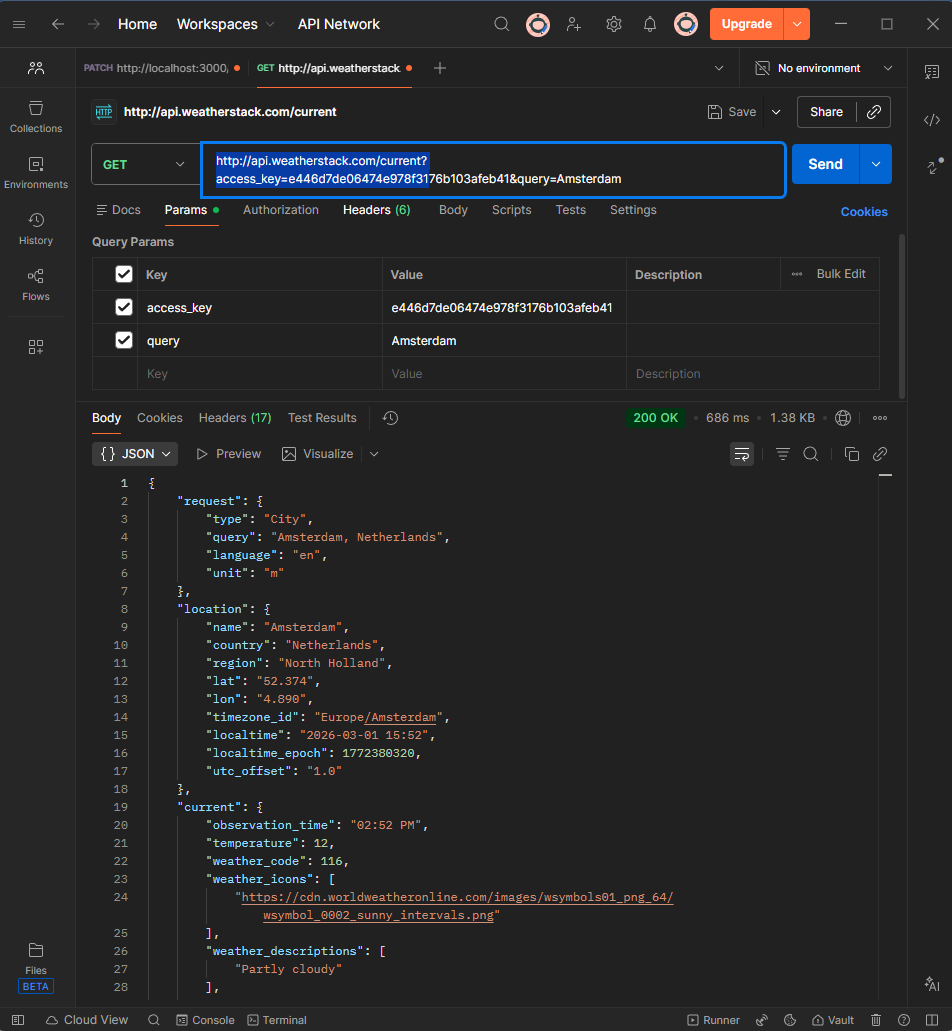 Home Workspaces API Network Upgrade
PATCH http://localhost:3000, GET http://api.weatherstack. No environment
HTTP http://api.weatherstack.com/current Save Share
Collections
Environments
History
Flows
GET http://api.weatherstack.com/current? Send
access_key=e446d7de06474e978f3176b103afeb41&query=Amsterdam
Docs Params Authorization Headers (6) Body Scripts Tests Settings Cookies
Query Params
Key Value Description Bulk Edit
access_key e446d7de06474e978f3176b103afeb41
query Amsterdam
Key Value Description
Body Cookies Headers (17) Test Results 200 OK 686 ms 1.38 KB
{} JSON Preview Visualize
1 {
2 "request": {
3 "type": "City",
4 "query": "Amsterdam, Netherlands",
5 "language": "en",
6 "unit": "m"
7 },
8 "location": {
9 "name": "Amsterdam",
10 "country": "Netherlands",
11 "region": "North Holland",
12 "lat": "52.374",
13 "lon": "4.890",
14 "timezone_id": "Europe/Amsterdam",
15 "localtime": "2026-03-01 15:52",
16 "localtime_epoch": 1772380320,
17 "utc_offset": "1.0"
18 },
19 "current": {
20 "observation_time": "02:52 PM",
21 "temperature": 12,
22 "weather_code": 116,
23 "weather_icons": [
24 "https://cdn.worldweatheronline.com/images/wsymbols01_png_64/
wsymbol_0002_sunny_intervals.png"
25 ],
26 "weather_descriptions": [
27 "Partly cloudy"
28 ],
Files
BETA
AI
Cloud View Console Terminal Runner Vault